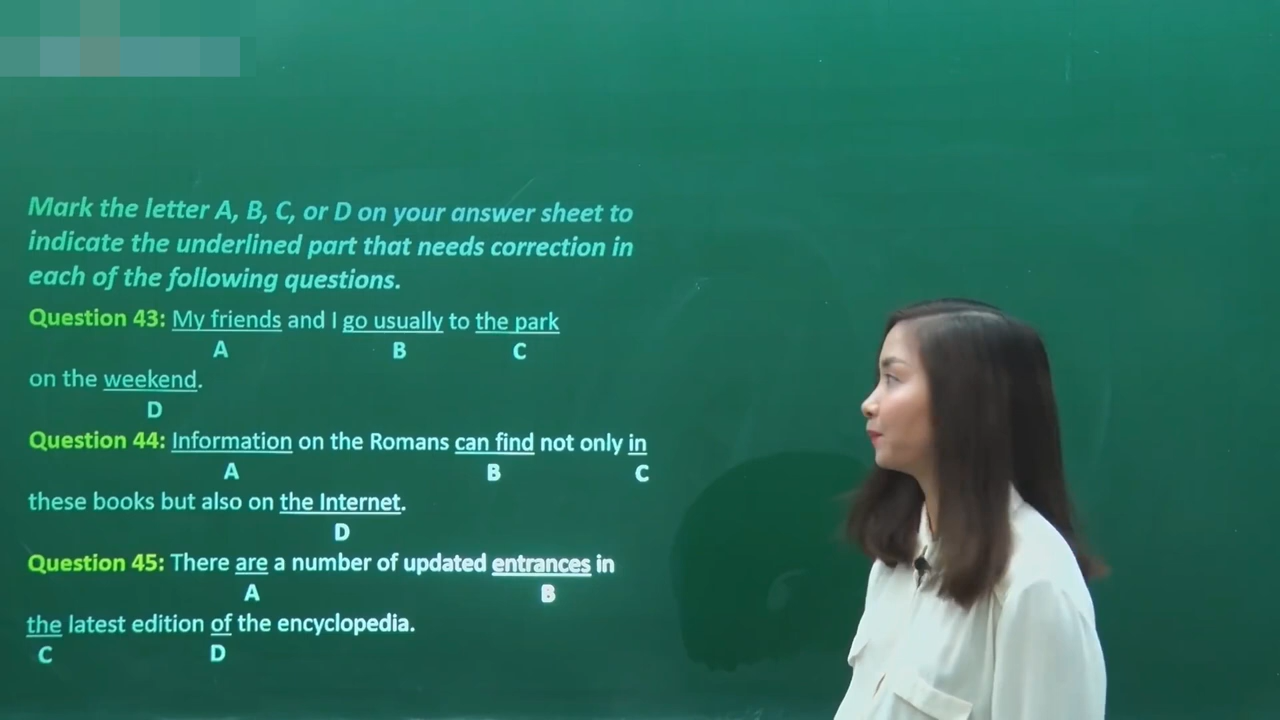 Mark the letter A, B, C, or D on your answer sheet to
indicate the underlined part that needs correction in
each of the following questions.
Question 43: My friends and I go usually to the park
A B C
on the weekend.
D
Question 44: Information on the Romans can find not only in
A B C
these books but also on the Internet.
D
Question 45: There are a number of updated entrances in
A B
the latest edition of the encyclopedia.
C D